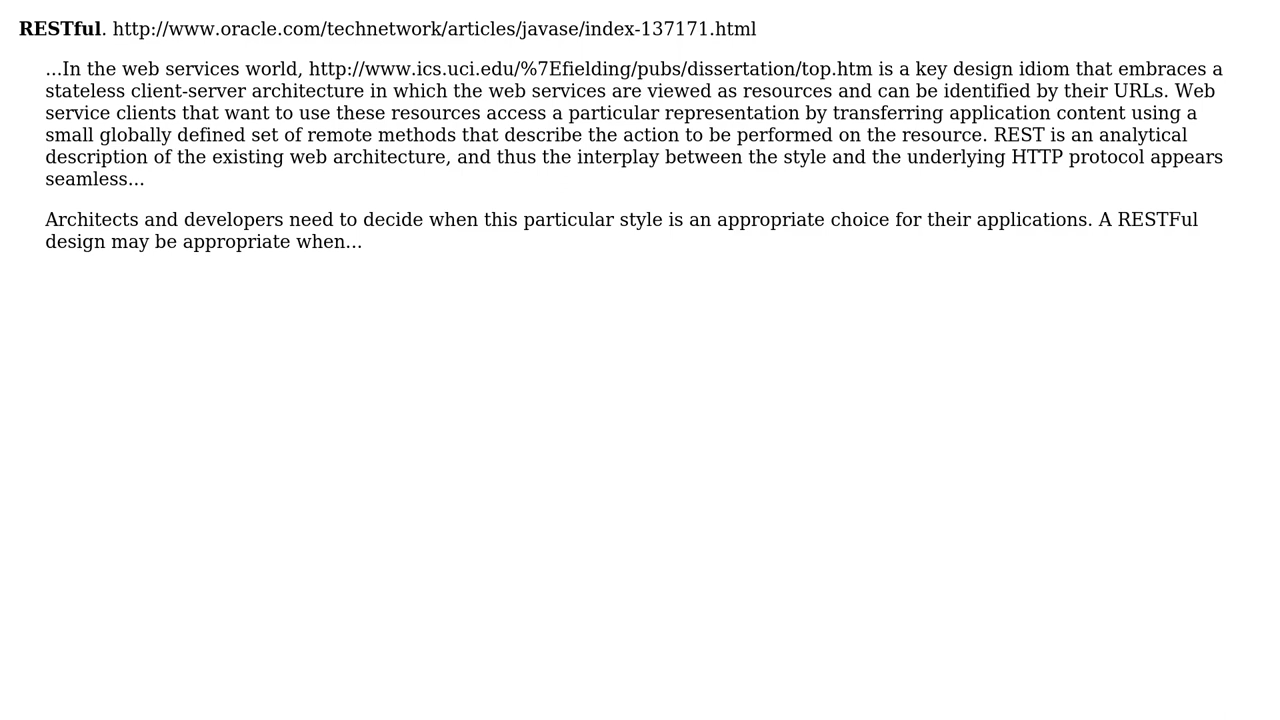 RESTful. http://www.oracle.com/technetwork/articles/javase/index-137171.html
...In the web services world, http://www.ics.uci.edu/%7Efielding/pubs/dissertation/top.htm is a key design idiom that embraces a
stateless client-server architecture in which the web services are viewed as resources and can be identified by their URLs. Web
service clients that want to use these resources access a particular representation by transferring application content using a
small globally defined set of remote methods that describe the action to be performed on the resource. REST is an analytical
description of the existing web architecture, and thus the interplay between the style and the underlying HTTP protocol appears
seamless...
Architects and developers need to decide when this particular style is an appropriate choice for their applications. A RESTFul
design may be appropriate when...